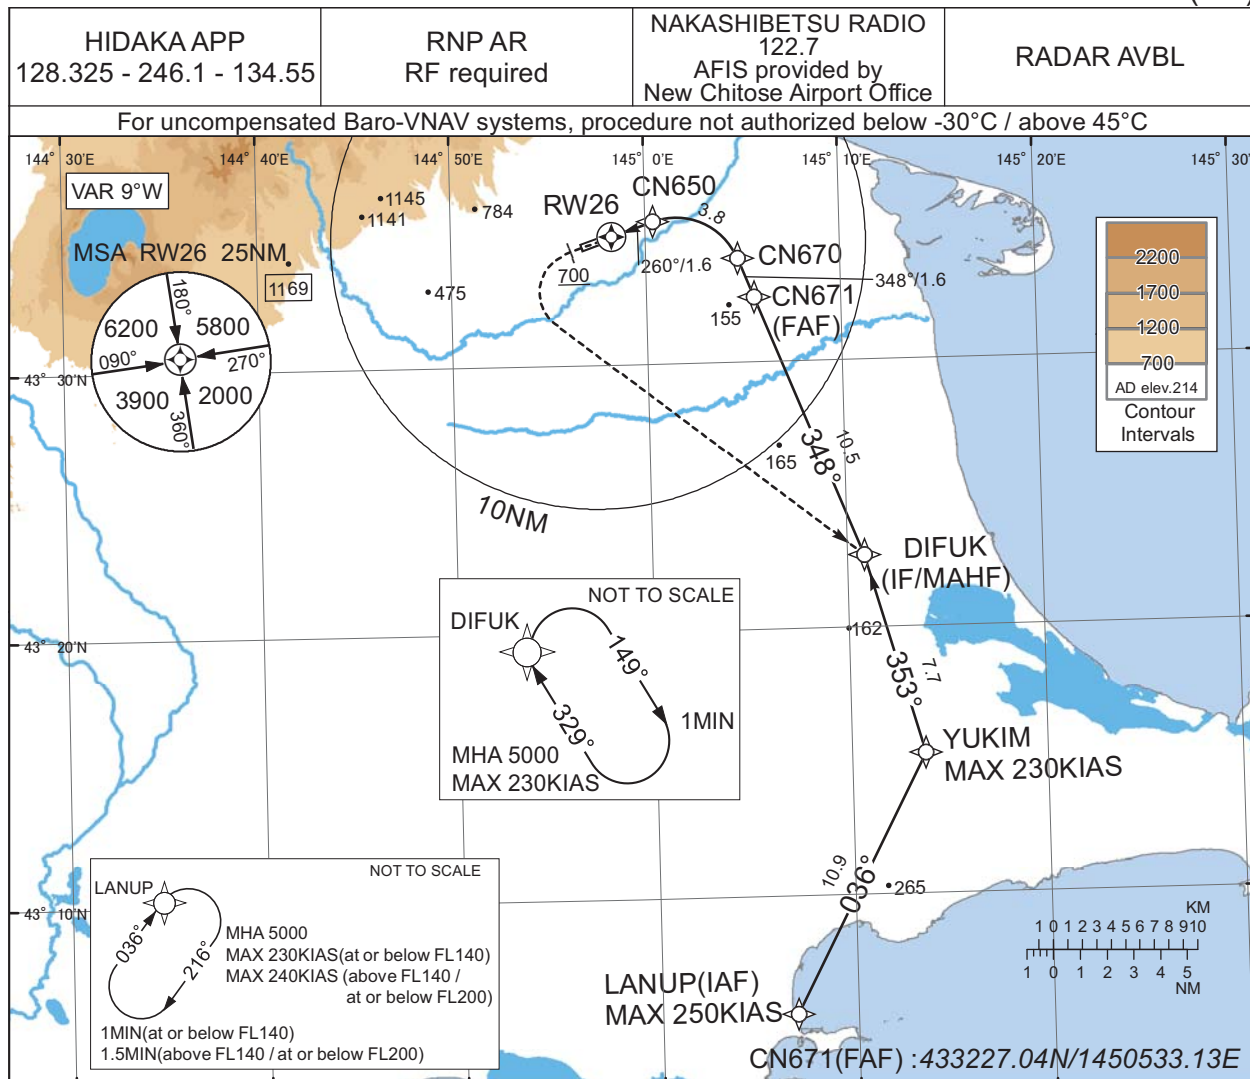 HIDAKA APP
128.325 - 246.1 - 134.55
RNP AR
RF required
NAKASHIBETSU RADIO
122.7
AFIS provided by
New Chitose Airport Office
RADAR AVBL
For uncompensated Baro-VNAV systems, procedure not authorized below -30°C / above 45°C
144° 30'E
144° 40'E
144° 50'E
145° 0'E
145° 10'E
145° 20'E
145° 30'
VAR 9°W
1145
1141
784
MSA RW26 25NM
1169
475
180°
6200
5800
090°
270°
3900
2000
360°
43° 30'N
RW26
CN650
3.8
700
260°/1.6
CN670
348°/1.6
CN671
(FAF)
155
2200
1700
1200
700
AD elev.214
Contour
Intervals
10NM
348°
10.5
165
DIFUK
(IF/MAHF)
162
353°
7.7
43° 20'N
NOT TO SCALE
DIFUK
149°
329°
1MIN
MHA 5000
MAX 230KIAS
YUKIM
MAX 230KIAS
10.9
036°
265
43° 10'N
NOT TO SCALE
LANUP
036°
216°
MHA 5000
MAX 230KIAS(at or below FL140)
MAX 240KIAS (above FL140 /
at or below FL200)
1MIN(at or below FL140)
1.5MIN(above FL140 / at or below FL200)
LANUP(IAF)
MAX 250KIAS
KM
1 0 1 2 3 4 5 6 7 8 910
1 0 1 2 3 4 5
NM
CN671(FAF) :433227.04N/1450533.13E